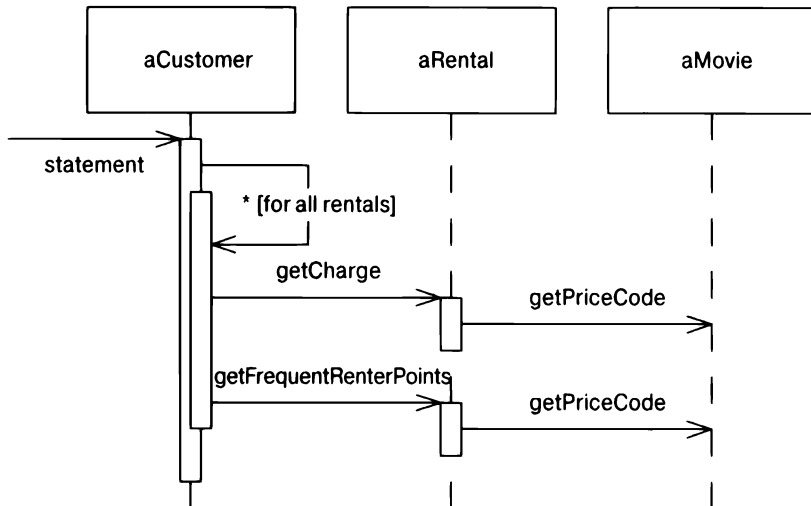 aCustomer
aRental
aMovie
statement
* [for all rentals]
getCharge
getPriceCode
getFrequentRenterPoints
getPriceCode